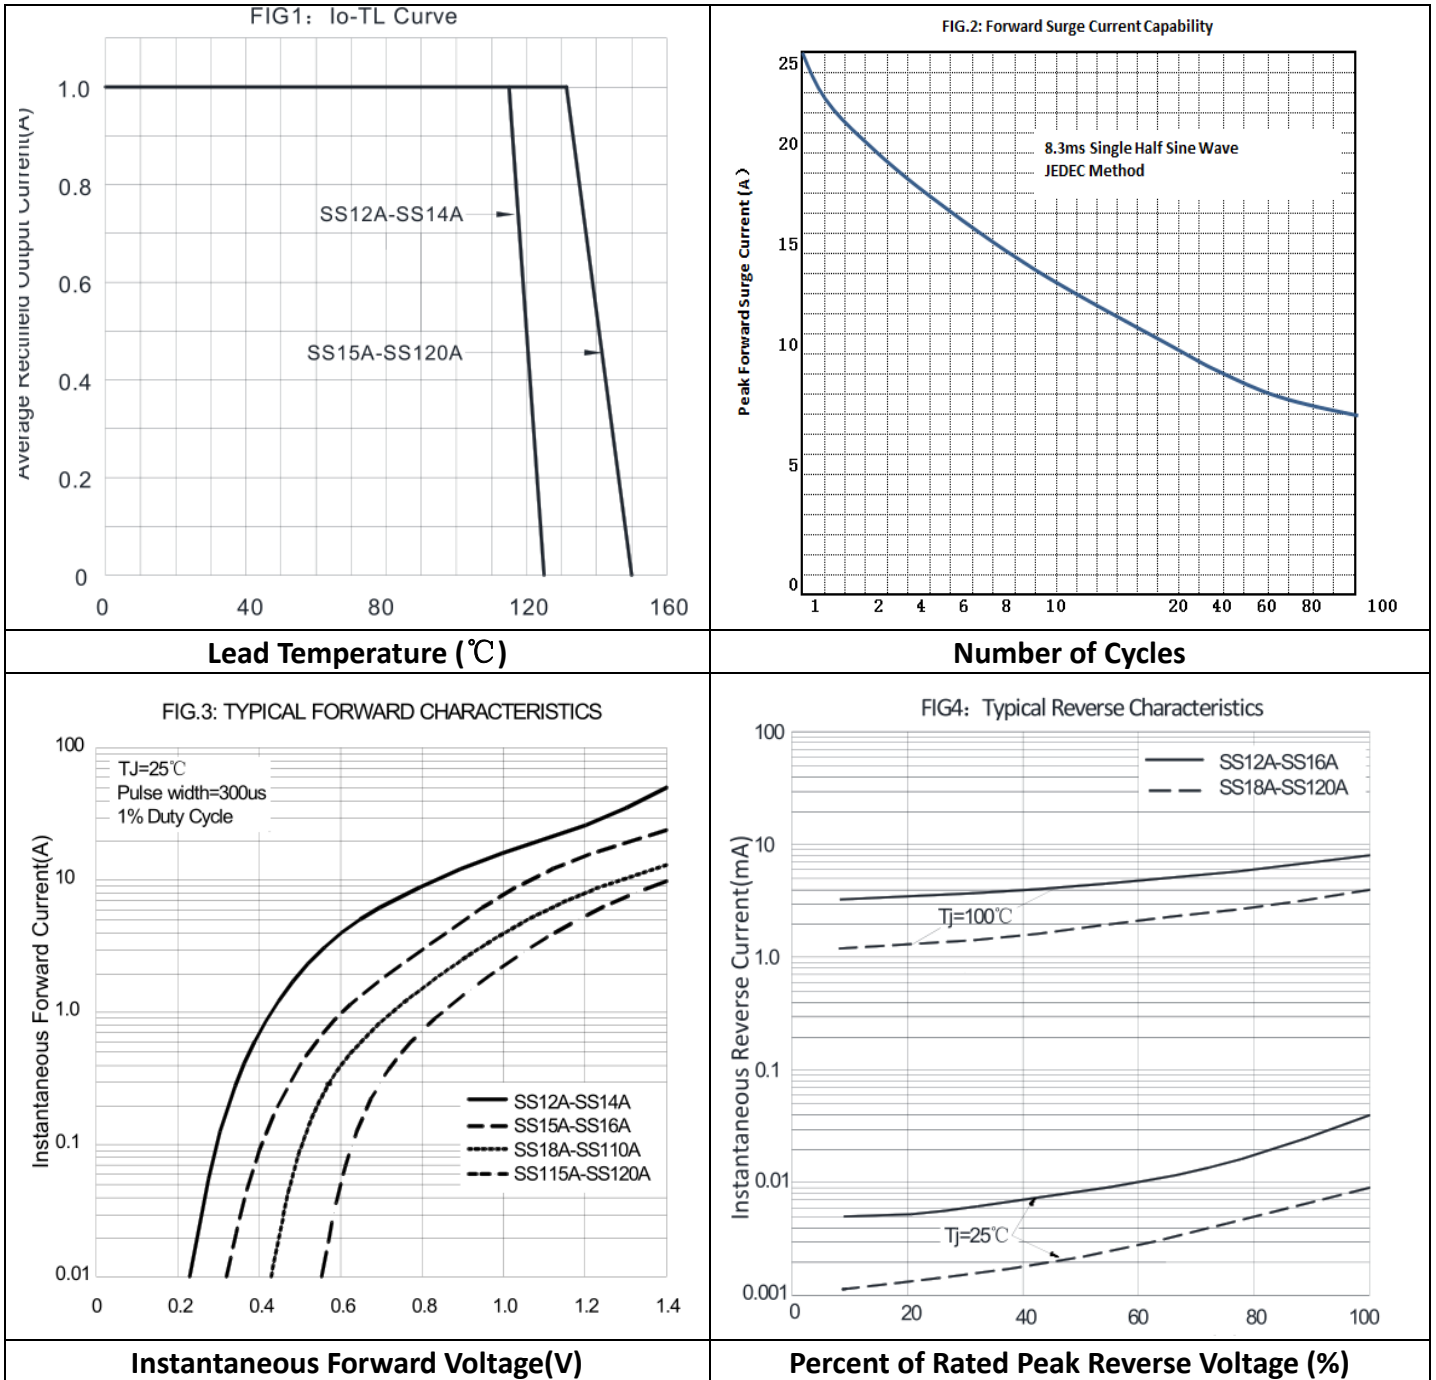 FIG1： Io-TL Curve
Average Rectified Output Current(A)
1.0
0.8
0.6
0.4
0.2
0
SS12A-SS14A
SS15A-SS120A
0 40 80 120 160
Lead Temperature (℃)
FIG.2: Forward Surge Current Capability
Peak Forward Surge Current (A)
25
20
15
10
5
0
8.3ms Single Half Sine Wave
JEDEC Method
1 2 4 6 8 10 20 40 60 80 100
Number of Cycles
FIG.3: TYPICAL FORWARD CHARACTERISTICS
Instantaneous Forward Current(A)
100
10
1.0
0.1
0.01
TJ=25℃
Pulse width=300us
1% Duty Cycle
SS12A-SS14A
SS15A-SS16A
SS18A-SS110A
SS115A-SS120A
0 0.2 0.4 0.6 0.8 1.0 1.2 1.4
Instantaneous Forward Voltage(V)
FIG4：Typical Reverse Characteristics
Instantaneous Reverse Current(mA)
100
10
1.0
0.1
0.01
0.001
SS12A-SS16A
SS18A-SS120A
Tj=100℃
Tj=25℃
0 20 40 60 80 100
Percent of Rated Peak Reverse Voltage (%)